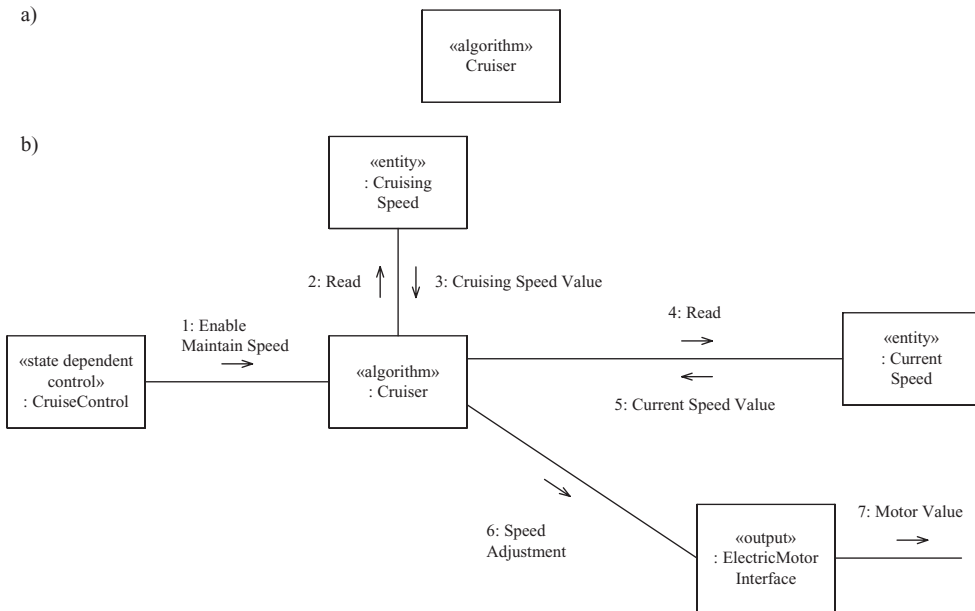 a)
«algorithm»
Cruiser
b)
«entity»
: Cruising
Speed
2: Read
3: Cruising Speed Value
1: Enable
Maintain Speed
4: Read
«state dependent
control»
: CruiseControl
«algorithm»
: Cruiser
«entity»
: Current
Speed
5: Current Speed Value
6: Speed
Adjustment
«output»
: ElectricMotor
Interface
7: Motor Value